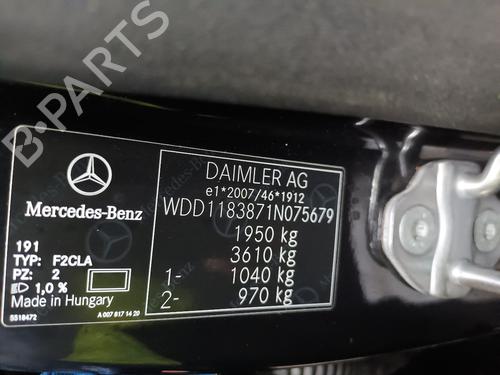 B-PARTS
Mercedes-Benz
191
TYP: F2CLA
PZ: 2
1,0 %
Made in Hungary
5518472
A 007 817 14 20
DAIMLER AG
e1*2007/46*1912
WDD1183871N075679
1950 kg
3610 kg
1- 1040 kg
2- 970 kg